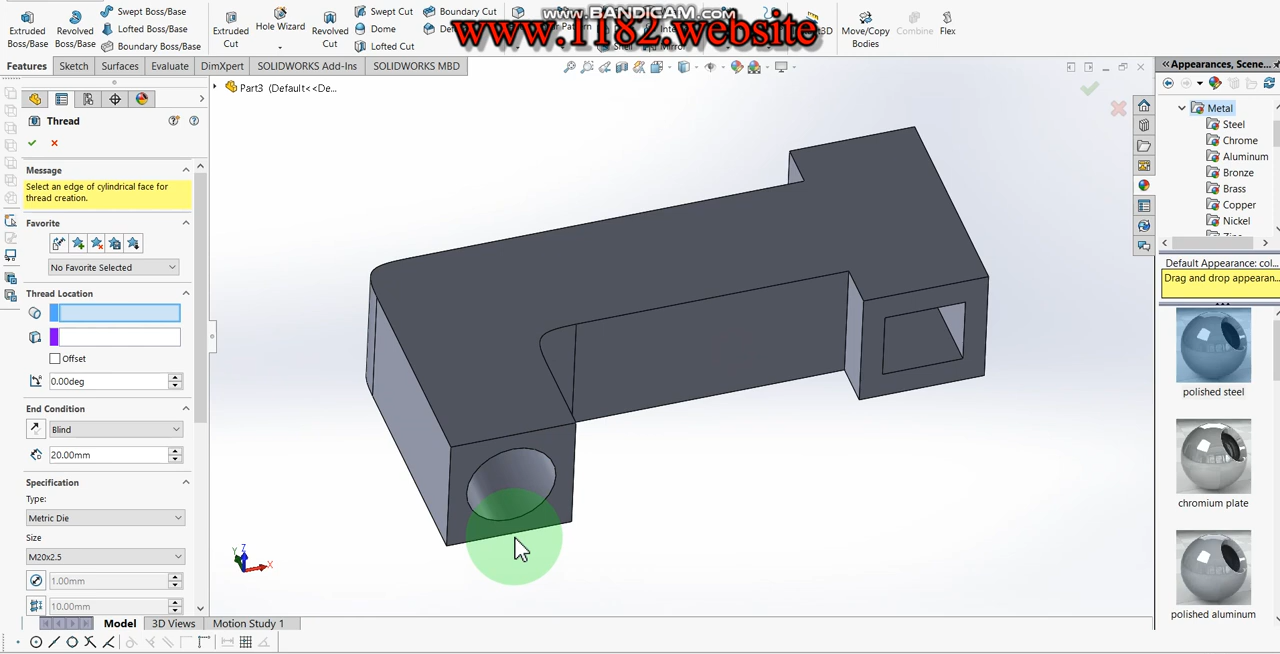 www.BANDICAM.com
www.1182.website
Extruded Boss/Base
Revolved Boss/Base
Swept Boss/Base
Lofted Boss/Base
Boundary Boss/Base
Extruded Cut
Hole Wizard
Revolved Cut
Swept Cut
Dome
Lofted Cut
Boundary Cut
Shell
Mirror
Move/Copy Bodies
Combine
Flex
Features
Sketch
Surfaces
Evaluate
DimXpert
SOLIDWORKS Add-Ins
SOLIDWORKS MBD
Part3 (Default<<De...
Thread
Message
Select an edge of cylindrical face for
thread creation.
Favorite
No Favorite Selected
Thread Location
Offset
0.00deg
End Condition
Blind
20.00mm
Specification
Type:
Metric Die
Size
M20x2.5
1.00mm
10.00mm
Y
Z
X
Model
3D Views
Motion Study 1
Appearances, Scene...
Metal
Steel
Chrome
Aluminum
Bronze
Brass
Copper
Nickel
Default Appearance: col...
Drag and drop appearan...
polished steel
chromium plate
polished aluminum